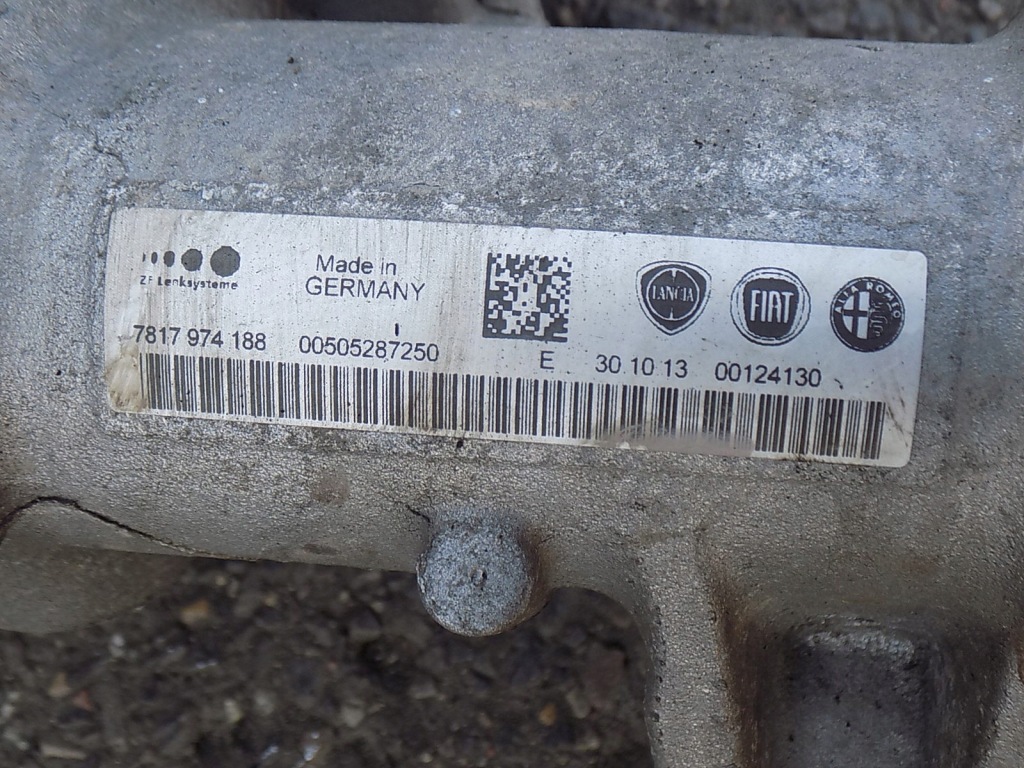 ZF Lenksysteme
Made in
GERMANY
LANCIA
FIAT
ALFA ROMEO
7817 974 188 00505287250 E 30 10 13 00124130